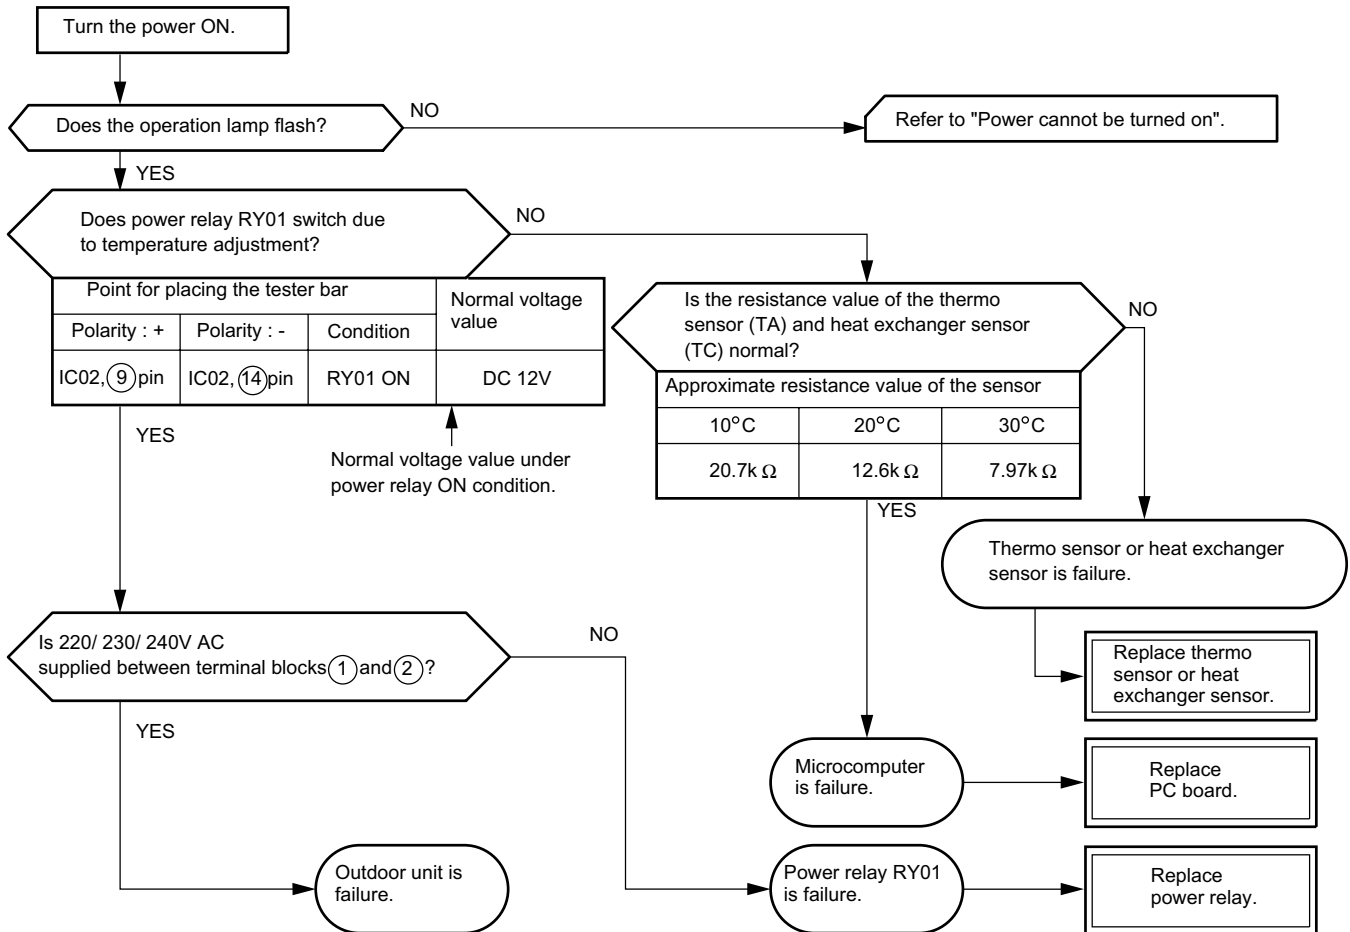 Turn the power ON.
Does the operation lamp flash?
NO
Refer to "Power cannot be turned on".
YES
Does power relay RY01 switch due
to temperature adjustment?
NO
Point for placing the tester bar
Normal voltage
value
Polarity : +
Polarity : -
Condition
IC02, 9 pin
IC02, 14 pin
RY01 ON
DC 12V
YES
Normal voltage value under
power relay ON condition.
Is the resistance value of the thermo
sensor (TA) and heat exchanger sensor
(TC) normal?
NO
Approximate resistance value of the sensor
10°C
20°C
30°C
20.7k Ω
12.6k Ω
7.97k Ω
YES
Thermo sensor or heat exchanger
sensor is failure.
Replace thermo
sensor or heat
exchanger sensor.
Is 220/ 230/ 240V AC
supplied between terminal blocks 1 and 2 ?
NO
YES
Microcomputer
is failure.
Replace
PC board.
Outdoor unit is
failure.
Power relay RY01
is failure.
Replace
power relay.